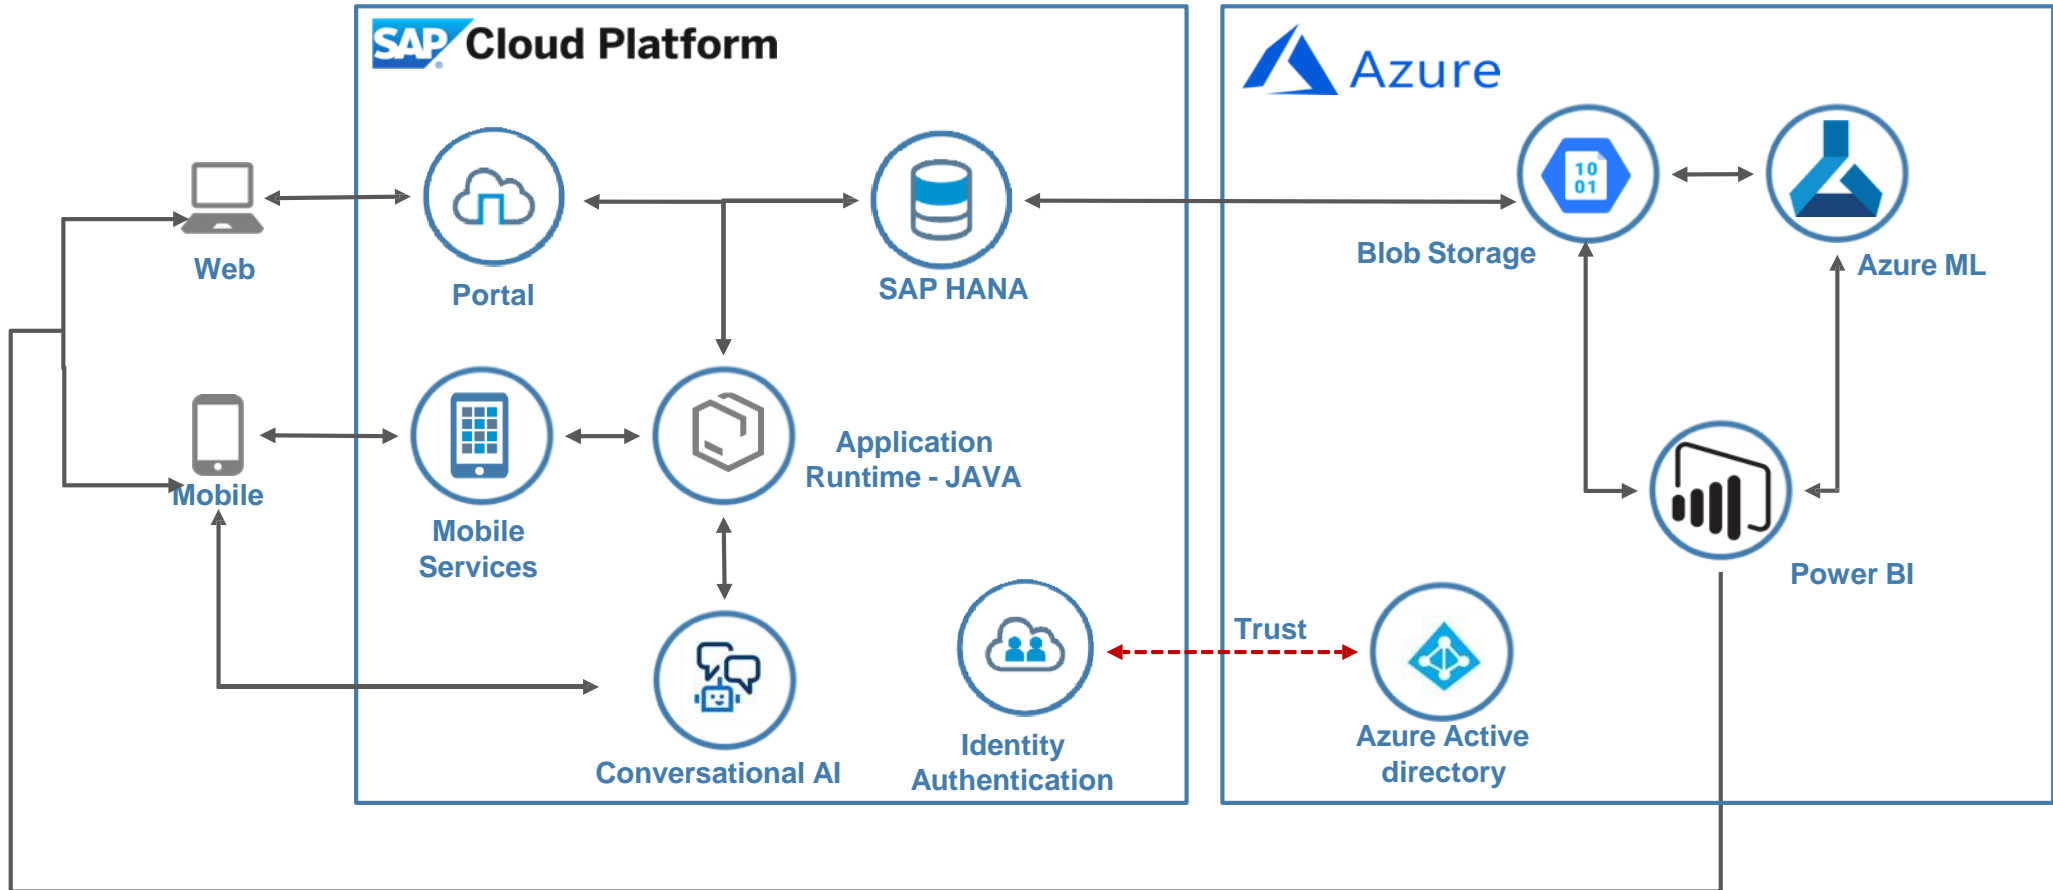 SAP Cloud Platform
Azure
10
01
Web
Portal
SAP HANA
Blob Storage
Azure ML
Mobile
Mobile
Services
Application
Runtime - JAVA
Power BI
Trust
Conversational AI
Identity
Authentication
Azure Active
directory